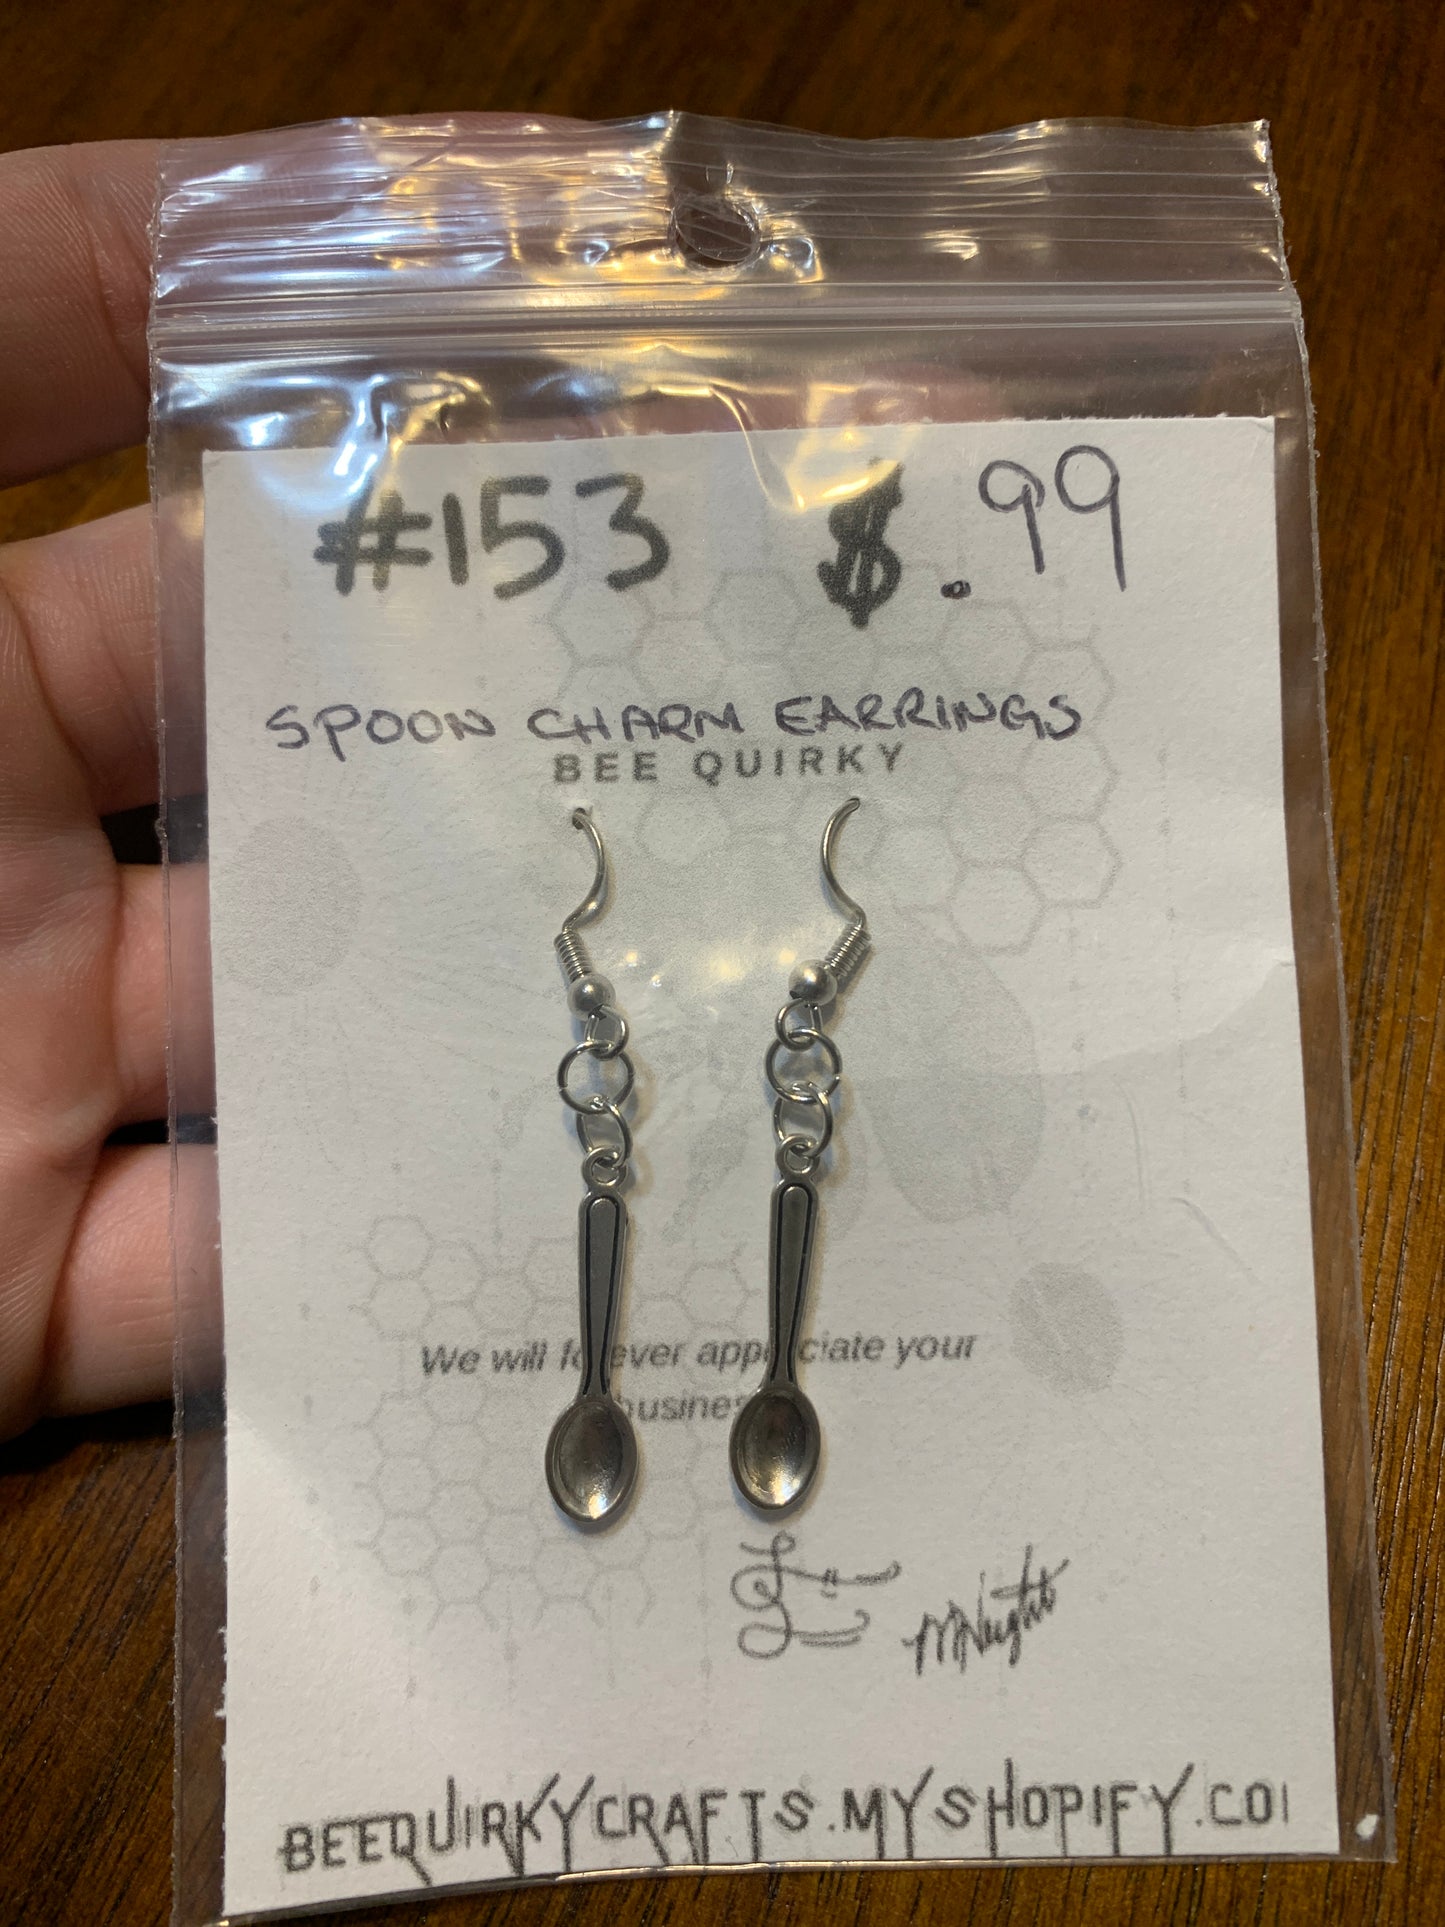 #153 $.99
SPOON CHARM EARRINGS
BEE QUIRKY
We will forever appreciate your
business
BEEQUIRKYCRAFTS.MYSHOPIFY.CO